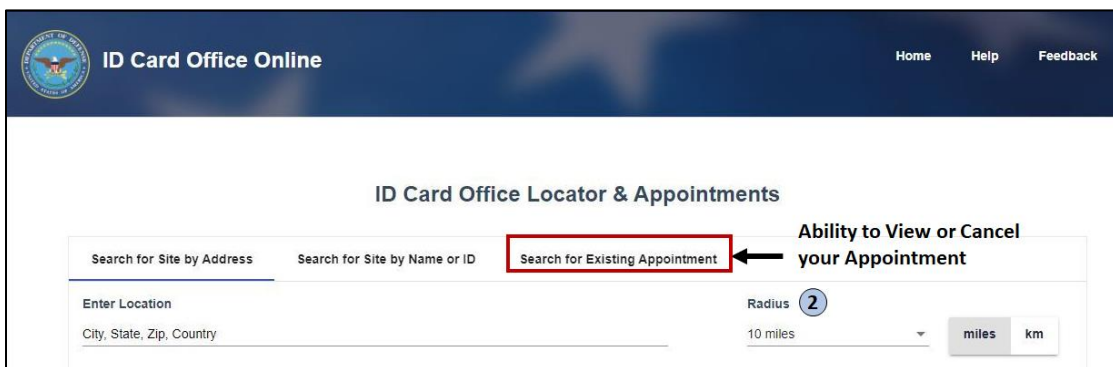 ID Card Office Online
Home Help Feedback
ID Card Office Locator & Appointments
Search for Site by Address Search for Site by Name or ID Search for Existing Appointment
Ability to View or Cancel
your Appointment
Enter Location
City, State, Zip, Country
Radius 2
10 miles
miles km